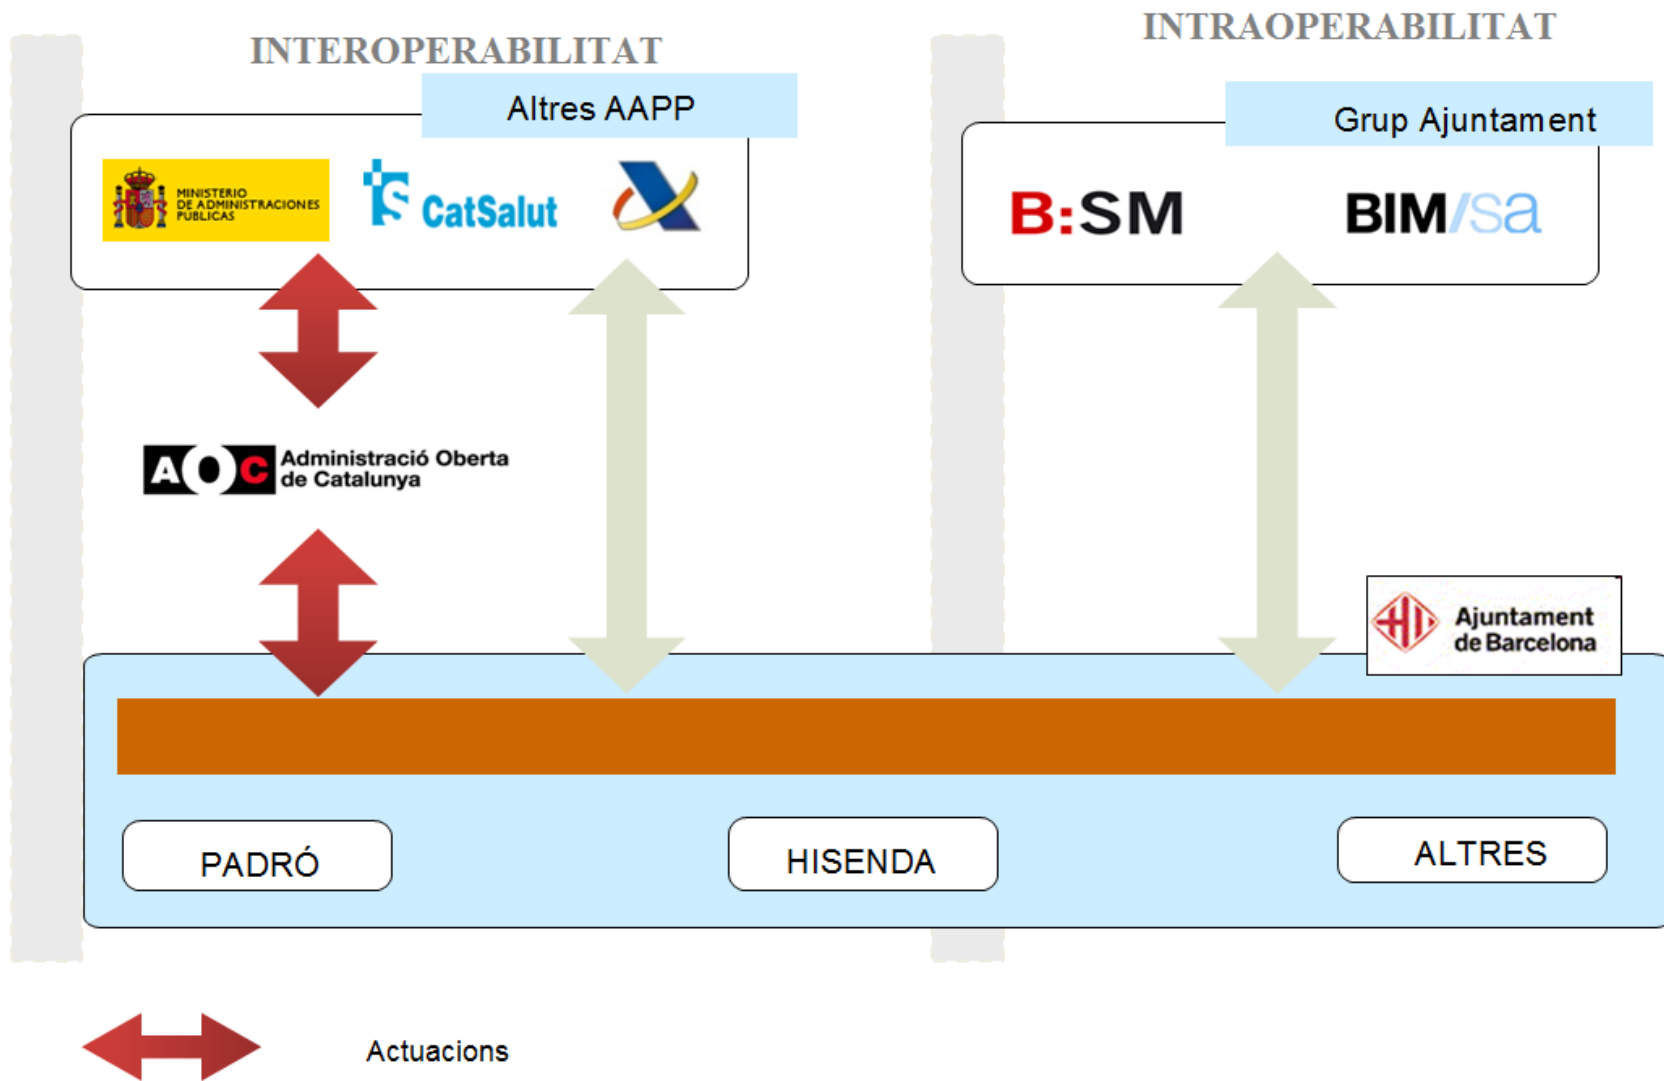 INTEROPERABILITAT
INTRAOPERABILITAT
Altres AAPP
Grup Ajuntament
MINISTERIO
DE ADMINISTRACIONES
PÚBLICAS
CatSalut
B:SM
BIM/sa
AOC
Administració Oberta
de Catalunya
Ajuntament
de Barcelona
PADRÓ
HISENDA
ALTRES
Actuacions